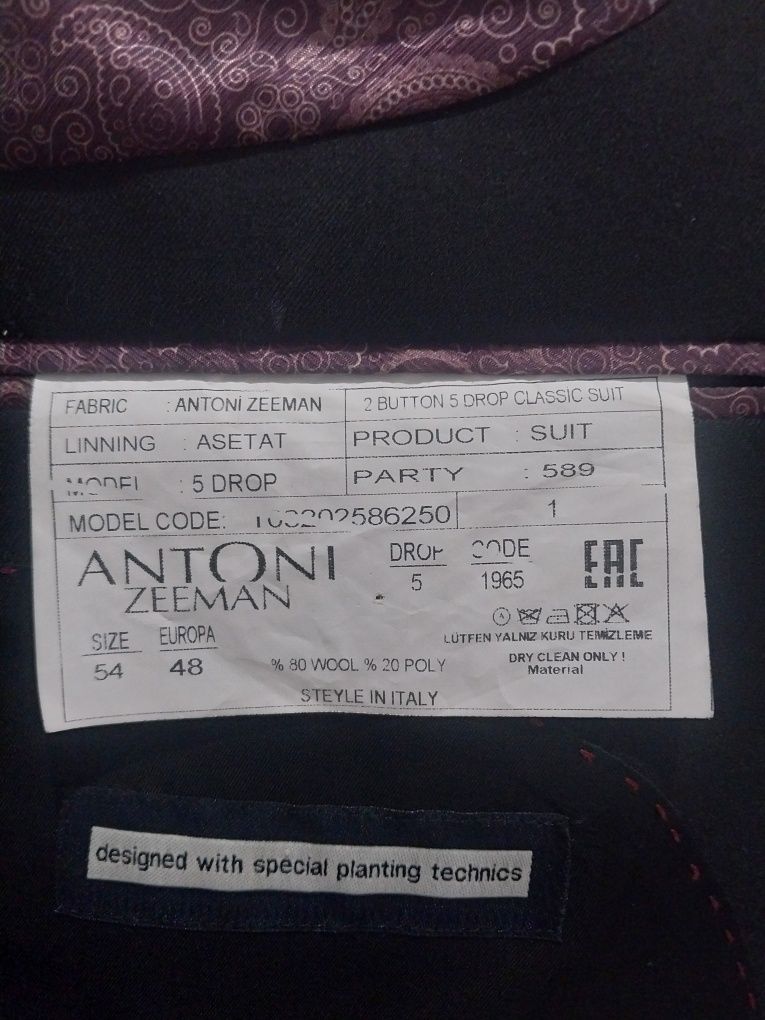 FABRIC : ANTONİ ZEEMAN
2 BUTTON 5 DROP CLASSIC SUIT
LINNING : ASETAT
PRODUCT : SUIT
MODEL : 5 DROP
PARTY : 589
MODEL CODE:
1
ANTONI
ZEEMAN
DROP CODE
5 1965
EAC
SIZE EUROPA
54 48
LÜTFEN YALNIZ KURU TEMİZLEME
% 80 WOOL % 20 POLY
DRY CLEAN ONLY !
Material
STEYLE IN ITALY
designed with special planting technics